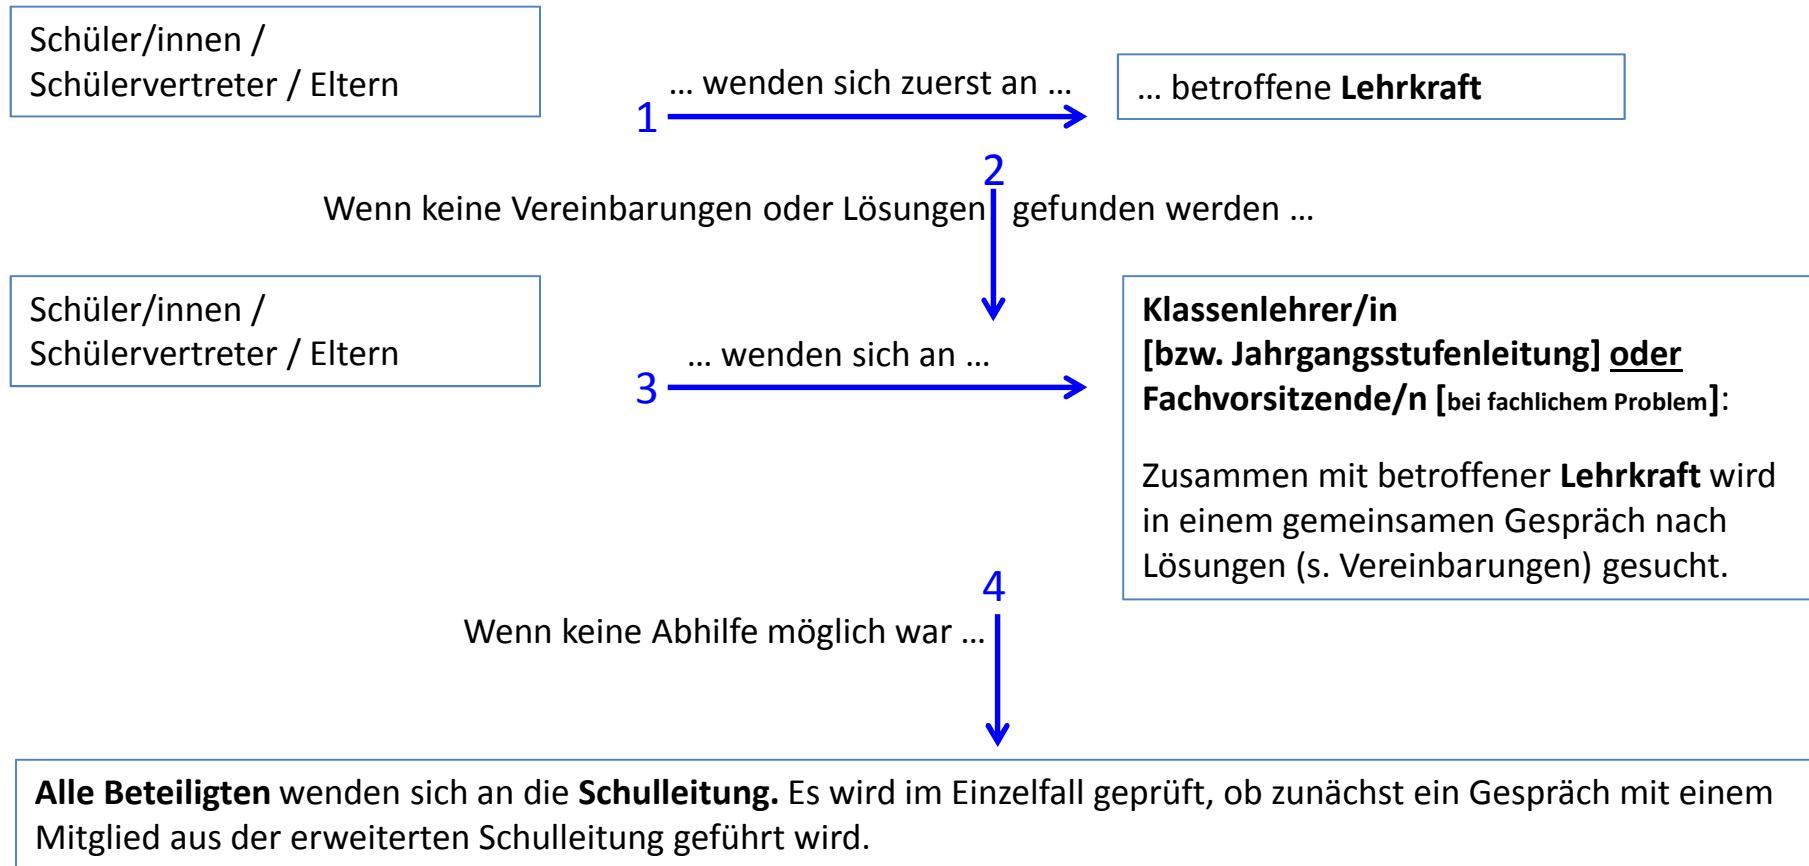 Schüler/innen /
Schülervertreter / Eltern
1
… wenden sich zuerst an …
… betroffene Lehrkraft
2
Wenn keine Vereinbarungen oder Lösungen gefunden werden …
Schüler/innen /
Schülervertreter / Eltern
3
… wenden sich an …
Klassenlehrer/in
[bzw. Jahrgangsstufenleitung] oder
Fachvorsitzende/n [bei fachlichem Problem]:
Zusammen mit betroffener Lehrkraft wird
in einem gemeinsamen Gespräch nach
Lösungen (s. Vereinbarungen) gesucht.
4
Wenn keine Abhilfe möglich war …
Alle Beteiligten wenden sich an die Schulleitung. Es wird im Einzelfall geprüft, ob zunächst ein Gespräch mit einem
Mitglied aus der erweiterten Schulleitung geführt wird.